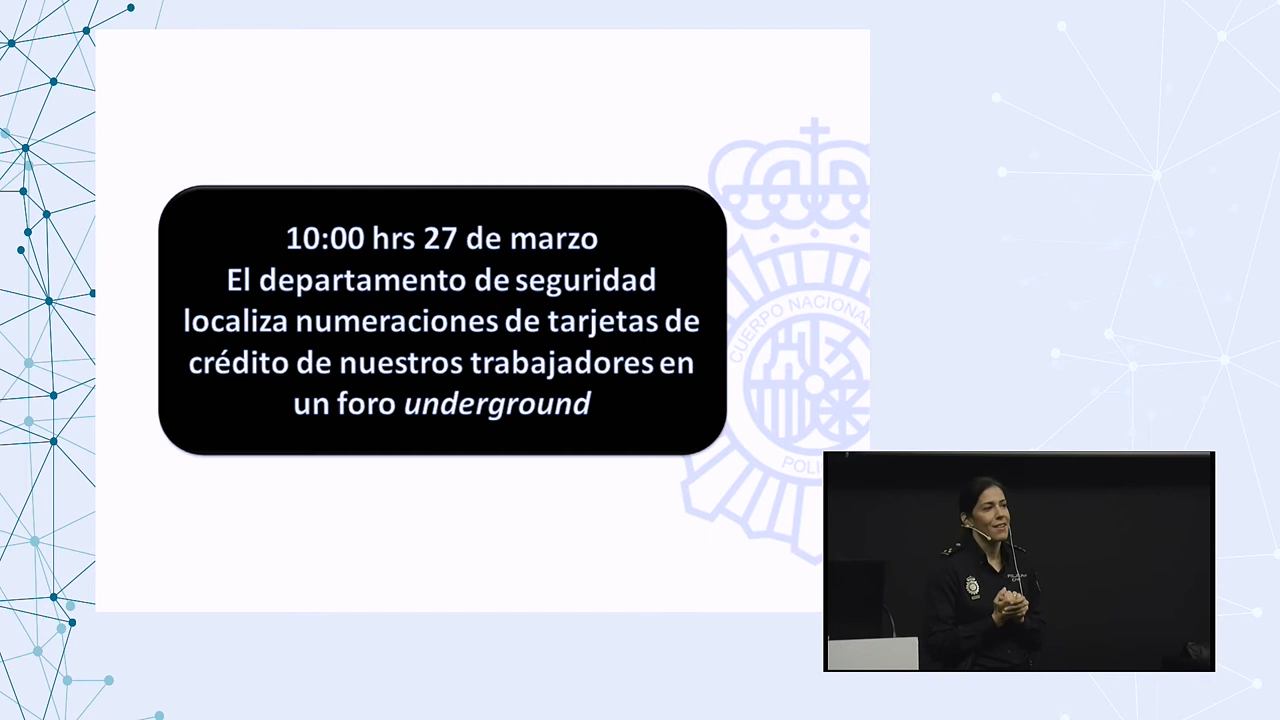 10:00 hrs 27 de marzo
El departamento de seguridad
localiza numeraciones de tarjetas de
crédito de nuestros trabajadores en
un foro underground
CUERPO NACIONAL
POLI